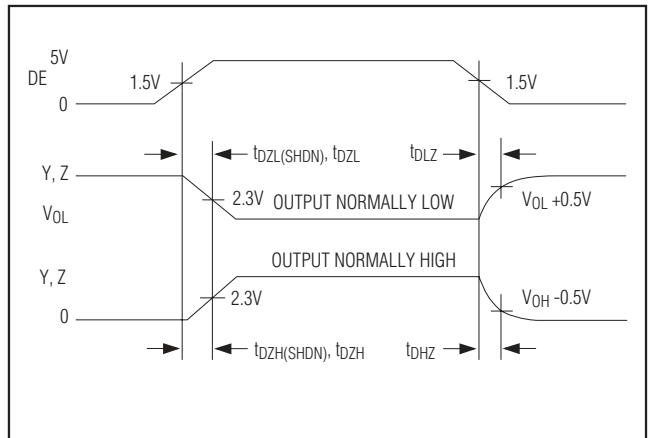 5V
DE
1.5V
1.5V
0
tDZL(SHDN), tDZL
tDLZ
Y, Z
2.3V
OUTPUT NORMALLY LOW
VOL +0.5V
VOL
OUTPUT NORMALLY HIGH
Y, Z
2.3V
VOH -0.5V
0
tDZH(SHDN), tDZH
tDHZ